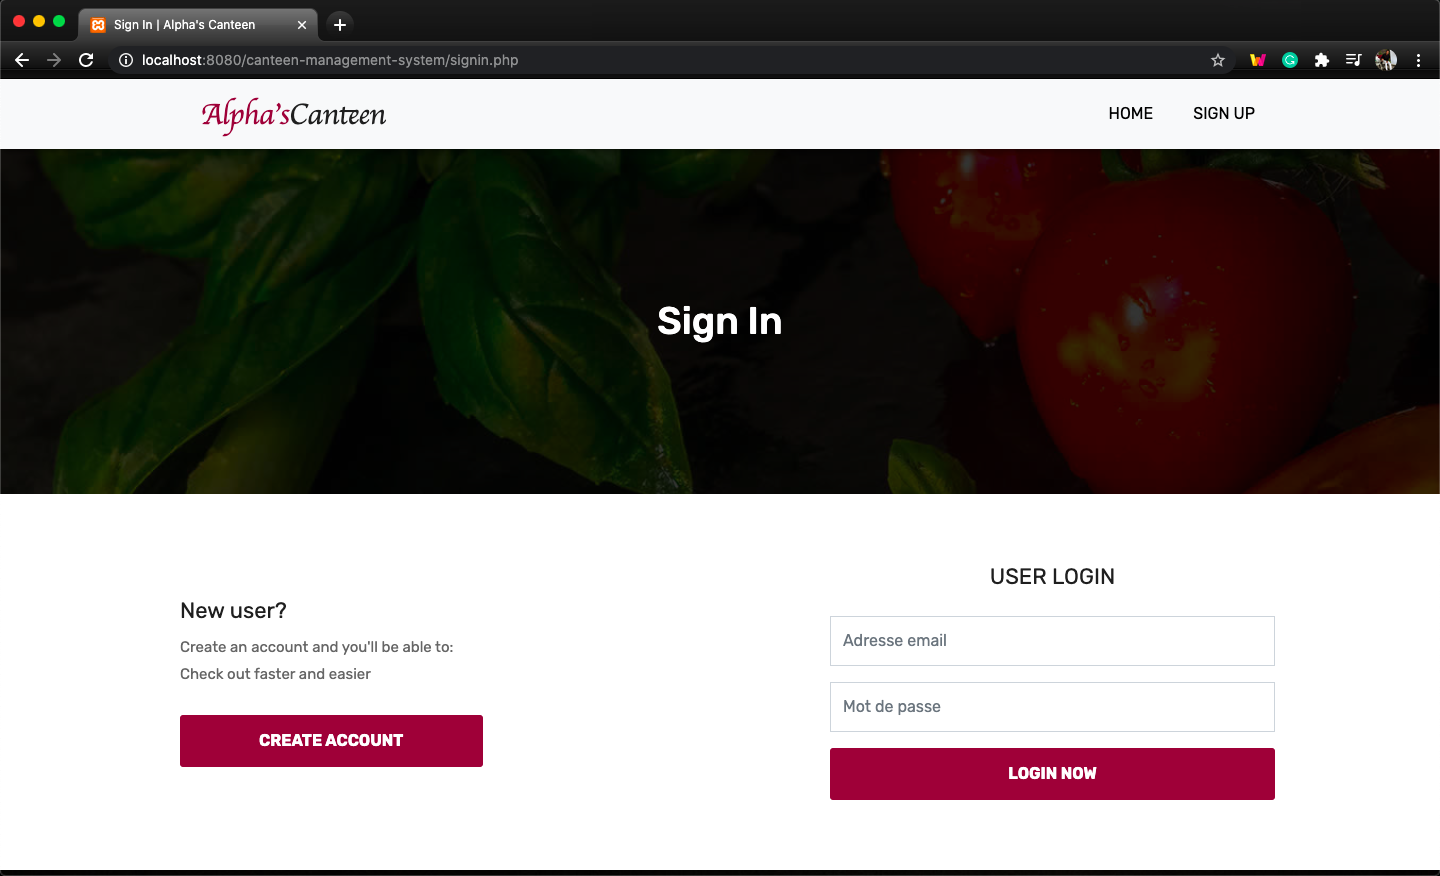 Sign In | Alpha's Canteen
localhost:8080/canteen-management-system/signin.php
Alpha'sCanteen
HOME
SIGN UP
Sign In
New user?
Create an account and you'll be able to:
Check out faster and easier
CREATE ACCOUNT
USER LOGIN
Adresse email
Mot de passe
LOGIN NOW